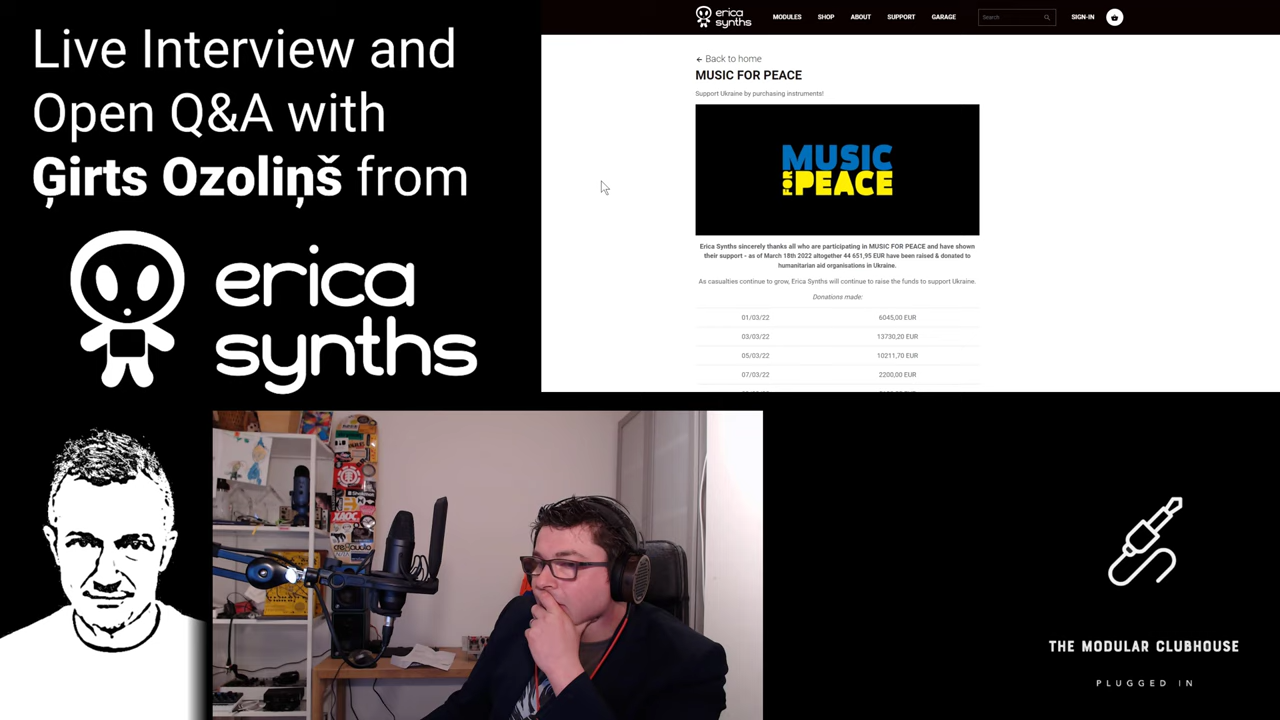 Live Interview and
Open Q&A with
Ģirts Ozoliņš from
erica
synths
erica
synths
MODULES
SHOP
ABOUT
SUPPORT
GARAGE
Search
SIGN-IN
← Back to home
MUSIC FOR PEACE
Support Ukraine by purchasing instruments!
MUSIC
FOR PEACE
Erica Synths sincerely thanks all who are participating in MUSIC FOR PEACE and have shown
their support - as of March 18th 2022 altogether 44 651,95 EUR have been raised & donated to
humanitarian aid organisations in Ukraine.
As casualties continue to grow, Erica Synths will continue to raise the funds to support Ukraine.
Donations made:
01/03/22 6045,00 EUR
03/03/22 13730,20 EUR
05/03/22 10211,70 EUR
07/03/22 2200,00 EUR
erica
XAOC
THE MODULAR CLUBHOUSE
PLUGGED IN